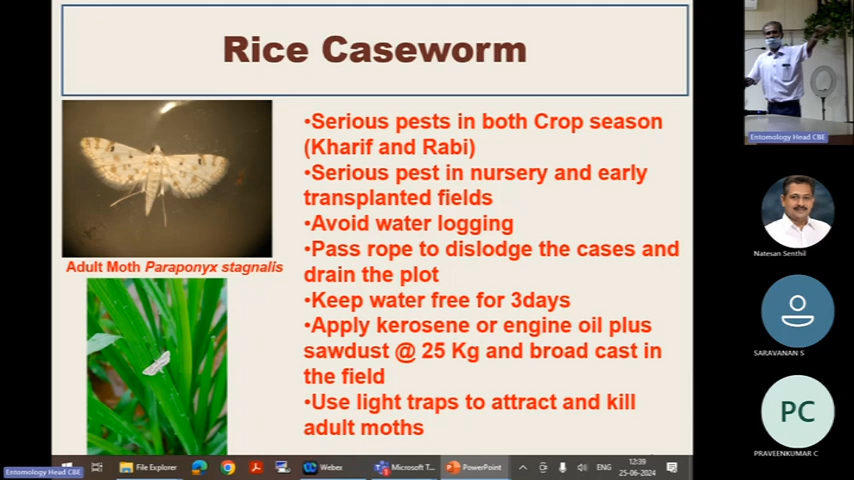 Rice Caseworm
•Serious pests in both Crop season
(Kharif and Rabi)
•Serious pest in nursery and early
transplanted fields
•Avoid water logging
•Pass rope to dislodge the cases and
drain the plot
•Keep water free for 3days
•Apply kerosene or engine oil plus
sawdust @ 25 Kg and broad cast in
the field
•Use light traps to attract and kill
adult moths
Adult Moth Paraponyx stagnalis
Entomology Head CBE
Natesan Senthil
SARAVANAN S
PC
PRAVEENKUMAR C
Entomology Head CBE
File Explorer
Webex
Microsoft T...
PowerPoint
ENG
12:39
25-06-2024